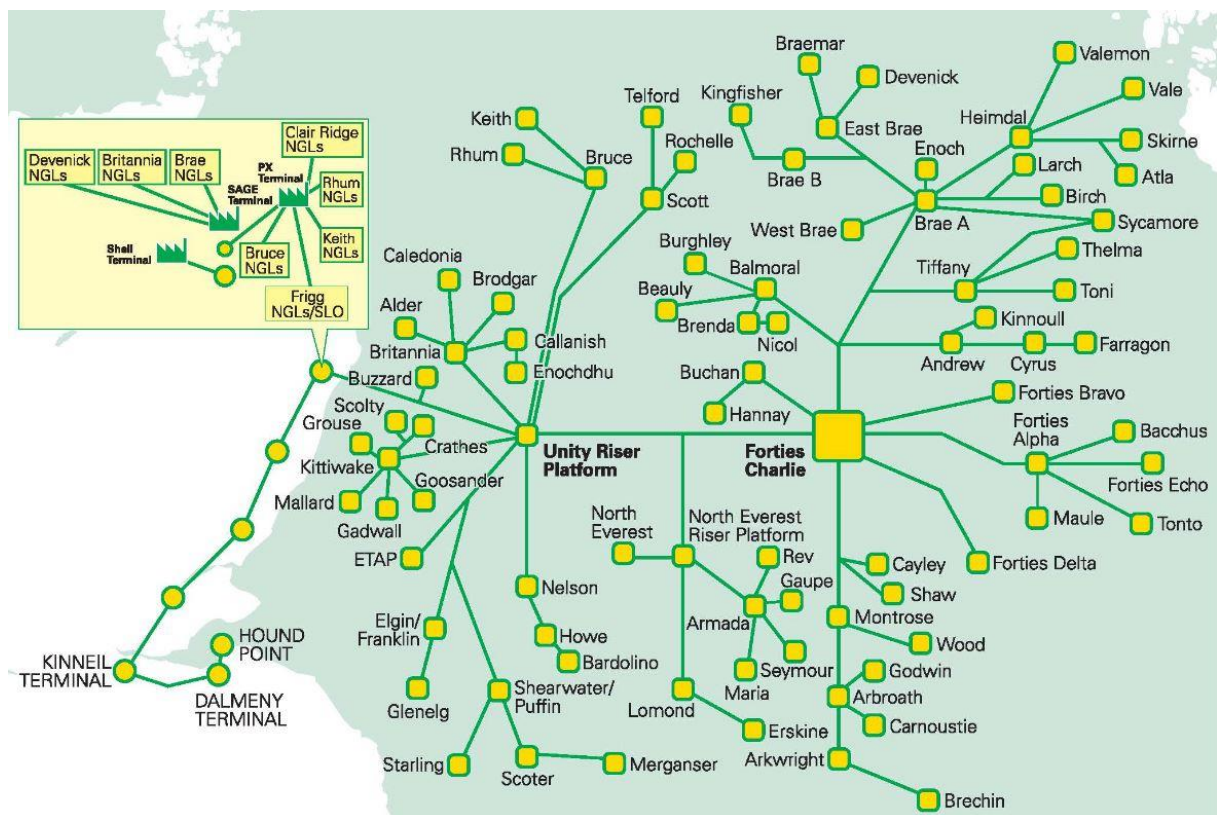 Clair Ridge
NGLs
Devenick
NGLs
Britannia
NGLs
Brae
NGLs
PX
Terminal
SAGE
Terminal
Rhum
NGLs
Shell
Terminal
Bruce
NGLs
Keith
NGLs
Frigg
NGLs/SLO
Keith
Rhum
Bruce
Telford
Rochelle
Scott
Kingfisher
Braemar
Devenick
East Brae
Brae B
Valemon
Vale
Heimdal
Skirne
Atla
Enoch
Larch
Birch
West Brae
Brae A
Sycamore
Thelma
Tiffany
Toni
Burghley
Balmoral
Beauly
Brenda
Nicol
Kinnoull
Andrew
Cyrus
Farragon
Caledonia
Brodgar
Alder
Britannia
Callanish
Enochdhu
Buzzard
Scolty
Grouse
Crathes
Kittiwake
Goosander
Mallard
Gadwall
ETAP
Unity Riser
Platform
Buchan
Hannay
Forties
Charlie
Forties Bravo
Forties
Alpha
Bacchus
Forties Echo
Maule
Tonto
Forties Delta
North
Everest
North Everest
Riser Platform
Rev
Gaupe
Armada
Seymour
Maria
Lomond
Erskine
Cayley
Shaw
Montrose
Wood
Godwin
Arbroath
Carnoustie
Arkwright
Brechin
Nelson
Howe
Bardolino
Elgin/
Franklin
Glenelg
Shearwater/
Puffin
Starling
Scoter
Merganser
HOUND
POINT
KINNEIL
TERMINAL
DALMENY
TERMINAL